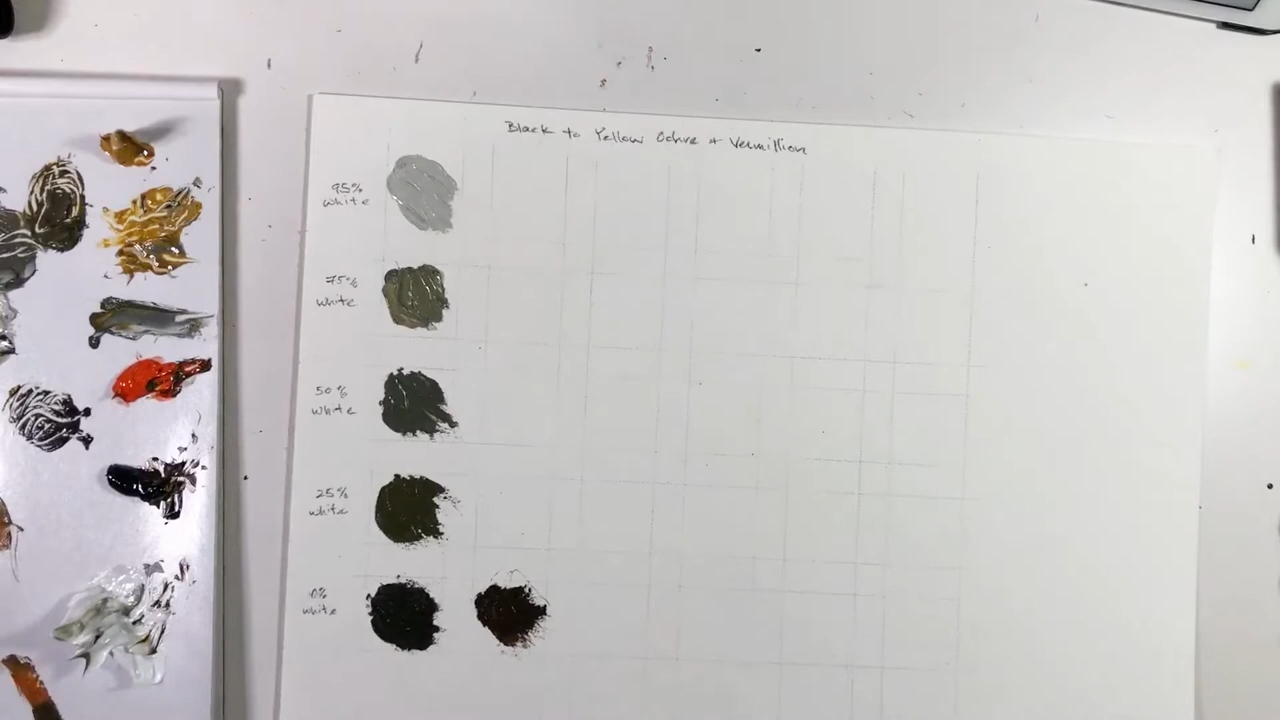 Black to Yellow Ochre + Vermillion
95%
white
75%
white
50%
white
25%
white
0%
white